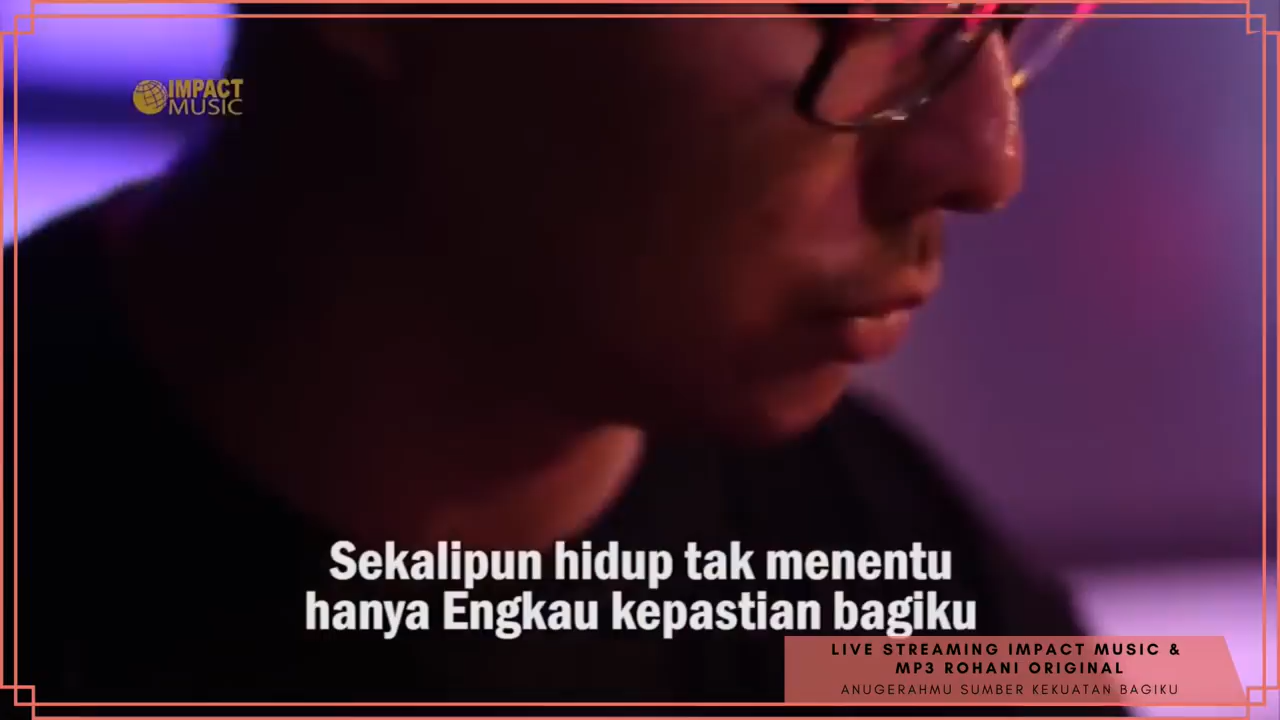 IMPACT
MUSIC
Sekalipun hidup tak menentu
hanya Engkau kepastian bagiku
LIVE STREAMING IMPACT MUSIC &
MP3 ROHANI ORIGINAL
ANUGERAHMU SUMBER KEKUATAN BAGIKU